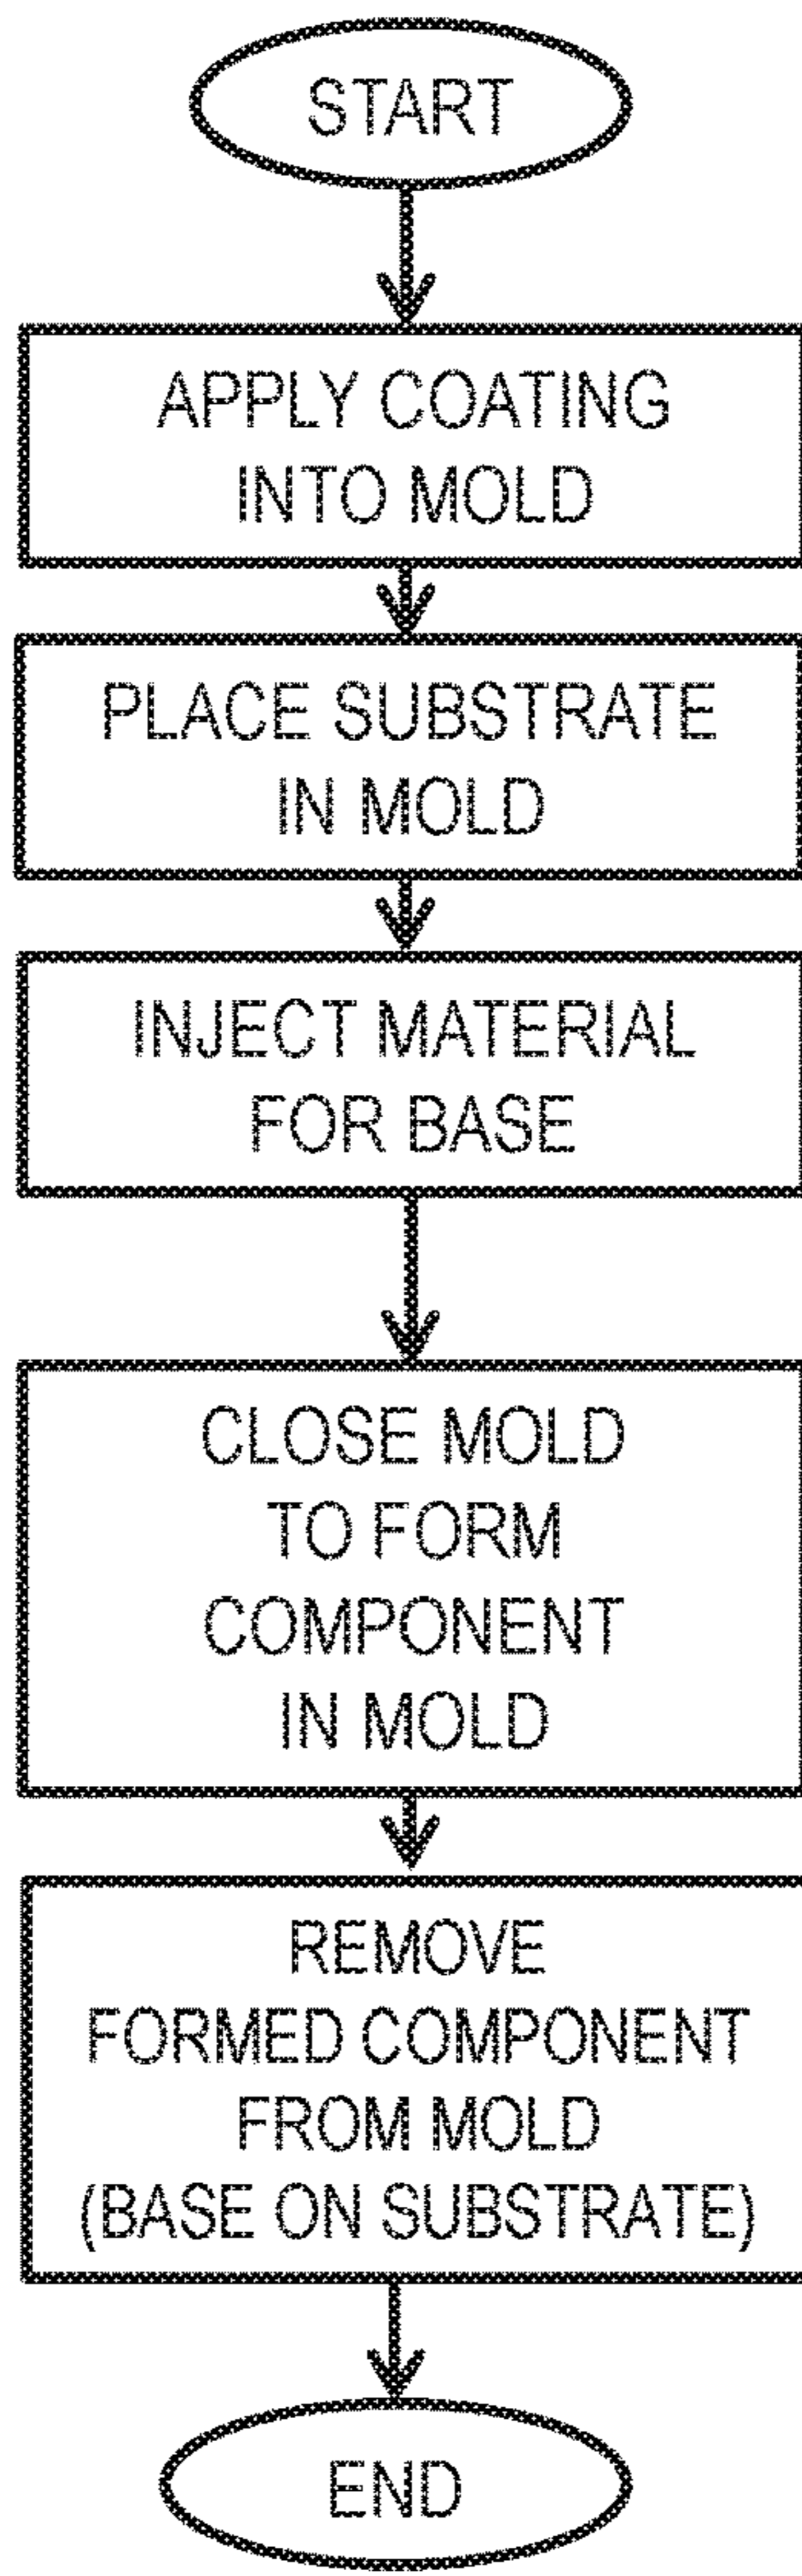 START
APPLY COATING
INTO MOLD
PLACE SUBSTRATE
IN MOLD
INJECT MATERIAL
FOR BASE
CLOSE MOLD
TO FORM
COMPONENT
IN MOLD
REMOVE
FORMED COMPONENT
FROM MOLD
(BASE ON SUBSTRATE)
END